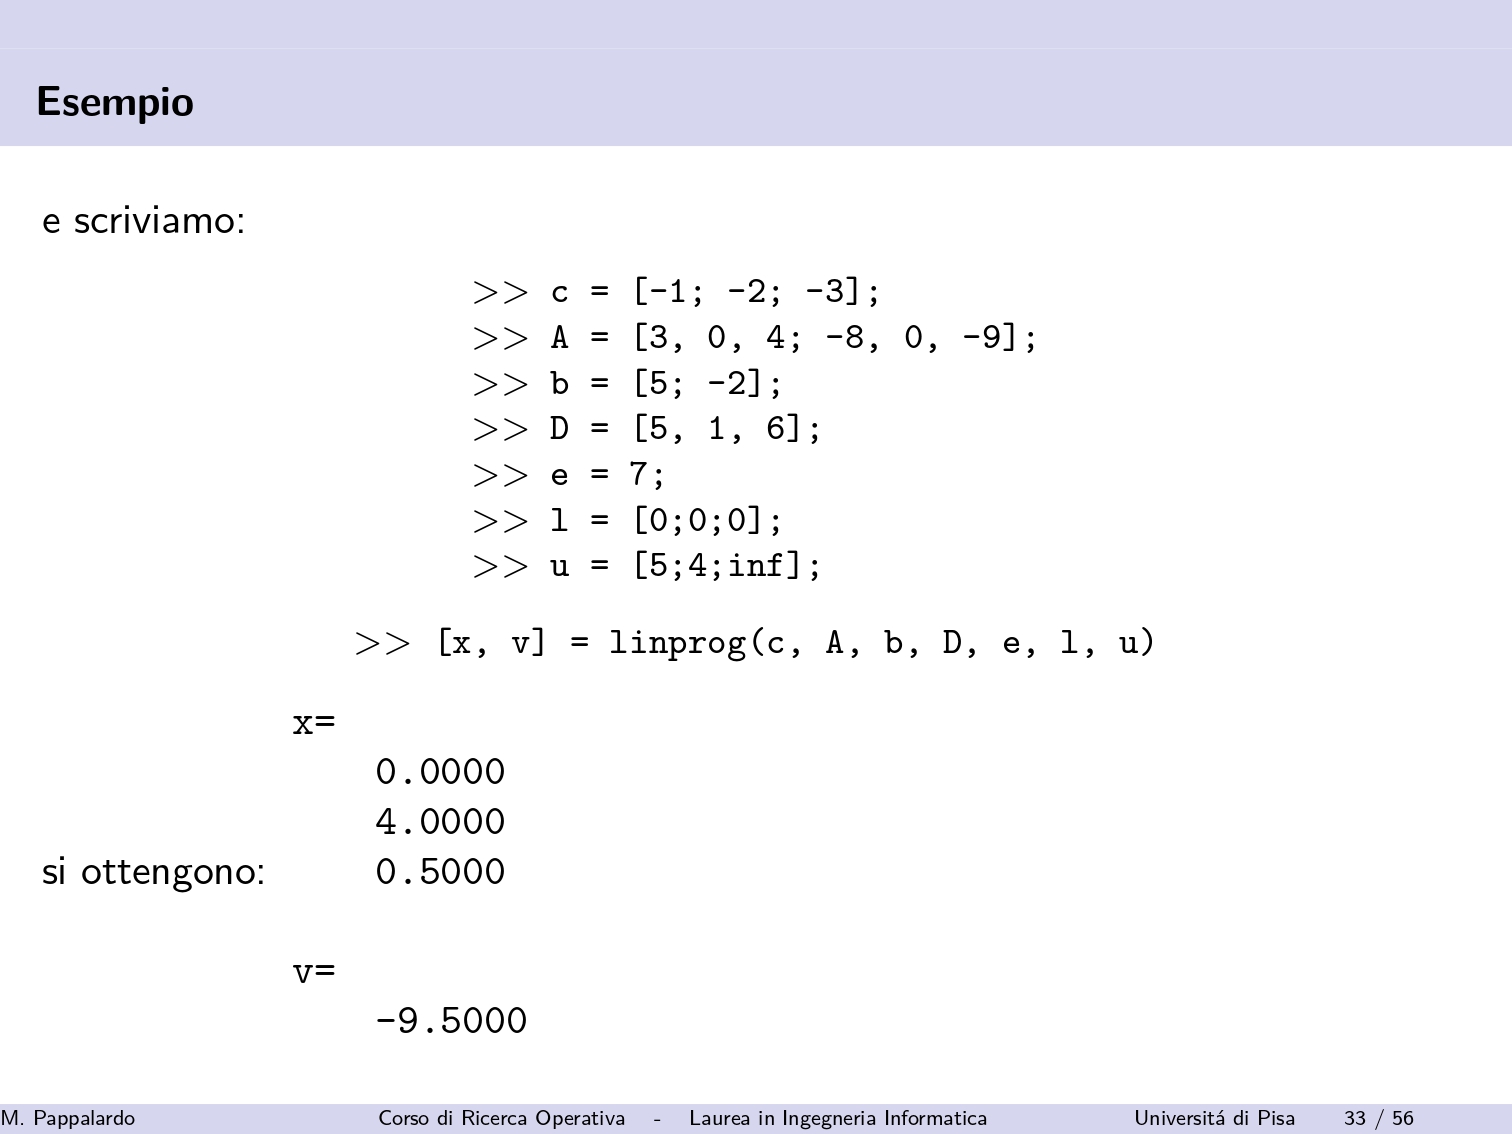 Esempio
e scriviamo:
>> c = [-1; -2; -3];
>> A = [3, 0, 4; -8, 0, -9];
>> b = [5; -2];
>> D = [5, 1, 6];
>> e = 7;
>> l = [0;0;0];
>> u = [5;4;inf];
>> [x, v] = linprog(c, A, b, D, e, l, u)
x=
0.0000
4.0000
si ottengono: 0.5000
v=
-9.5000
M. Pappalardo Corso di Ricerca Operativa - Laurea in Ingegneria Informatica Universitá di Pisa 33 / 56